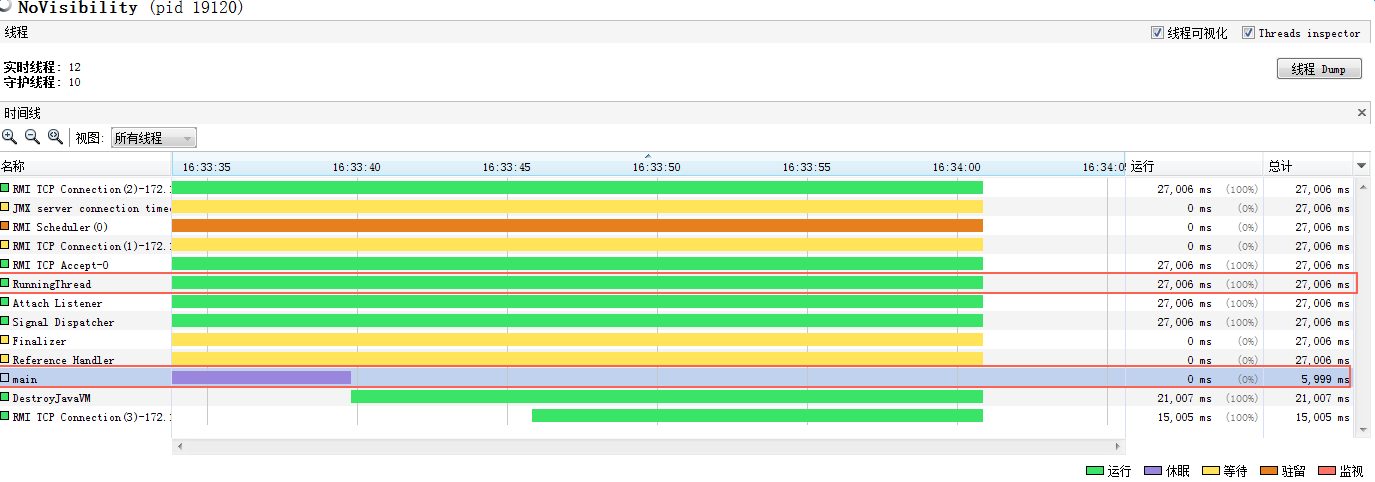 NoVisibility (pid 19120)
线程
线程可视化 Threads inspector
实时线程: 12
守护线程: 10
线程 Dump
时间线
视图: 所有线程
名称 16:33:35 16:33:40 16:33:45 16:33:50 16:33:55 16:34:00 16:34:0 运行 总计
RMI TCP Connection(2)-172. 27,006 ms (100%) 27,006 ms
JMX server connection time 0 ms (0%) 27,006 ms
RMI Scheduler(0) 0 ms (0%) 27,006 ms
RMI TCP Connection(1)-172. 0 ms (0%) 27,006 ms
RMI TCP Accept-0 27,006 ms (100%) 27,006 ms
RunningThread 27,006 ms (100%) 27,006 ms
Attach Listener 27,006 ms (100%) 27,006 ms
Signal Dispatcher 27,006 ms (100%) 27,006 ms
Finalizer 0 ms (0%) 27,006 ms
Reference Handler 0 ms (0%) 27,006 ms
main 0 ms (0%) 5,999 ms
DestroyJavaVM 21,007 ms (100%) 21,007 ms
RMI TCP Connection(3)-172. 15,005 ms (100%) 15,005 ms
运行 休眠 等待 驻留 监视